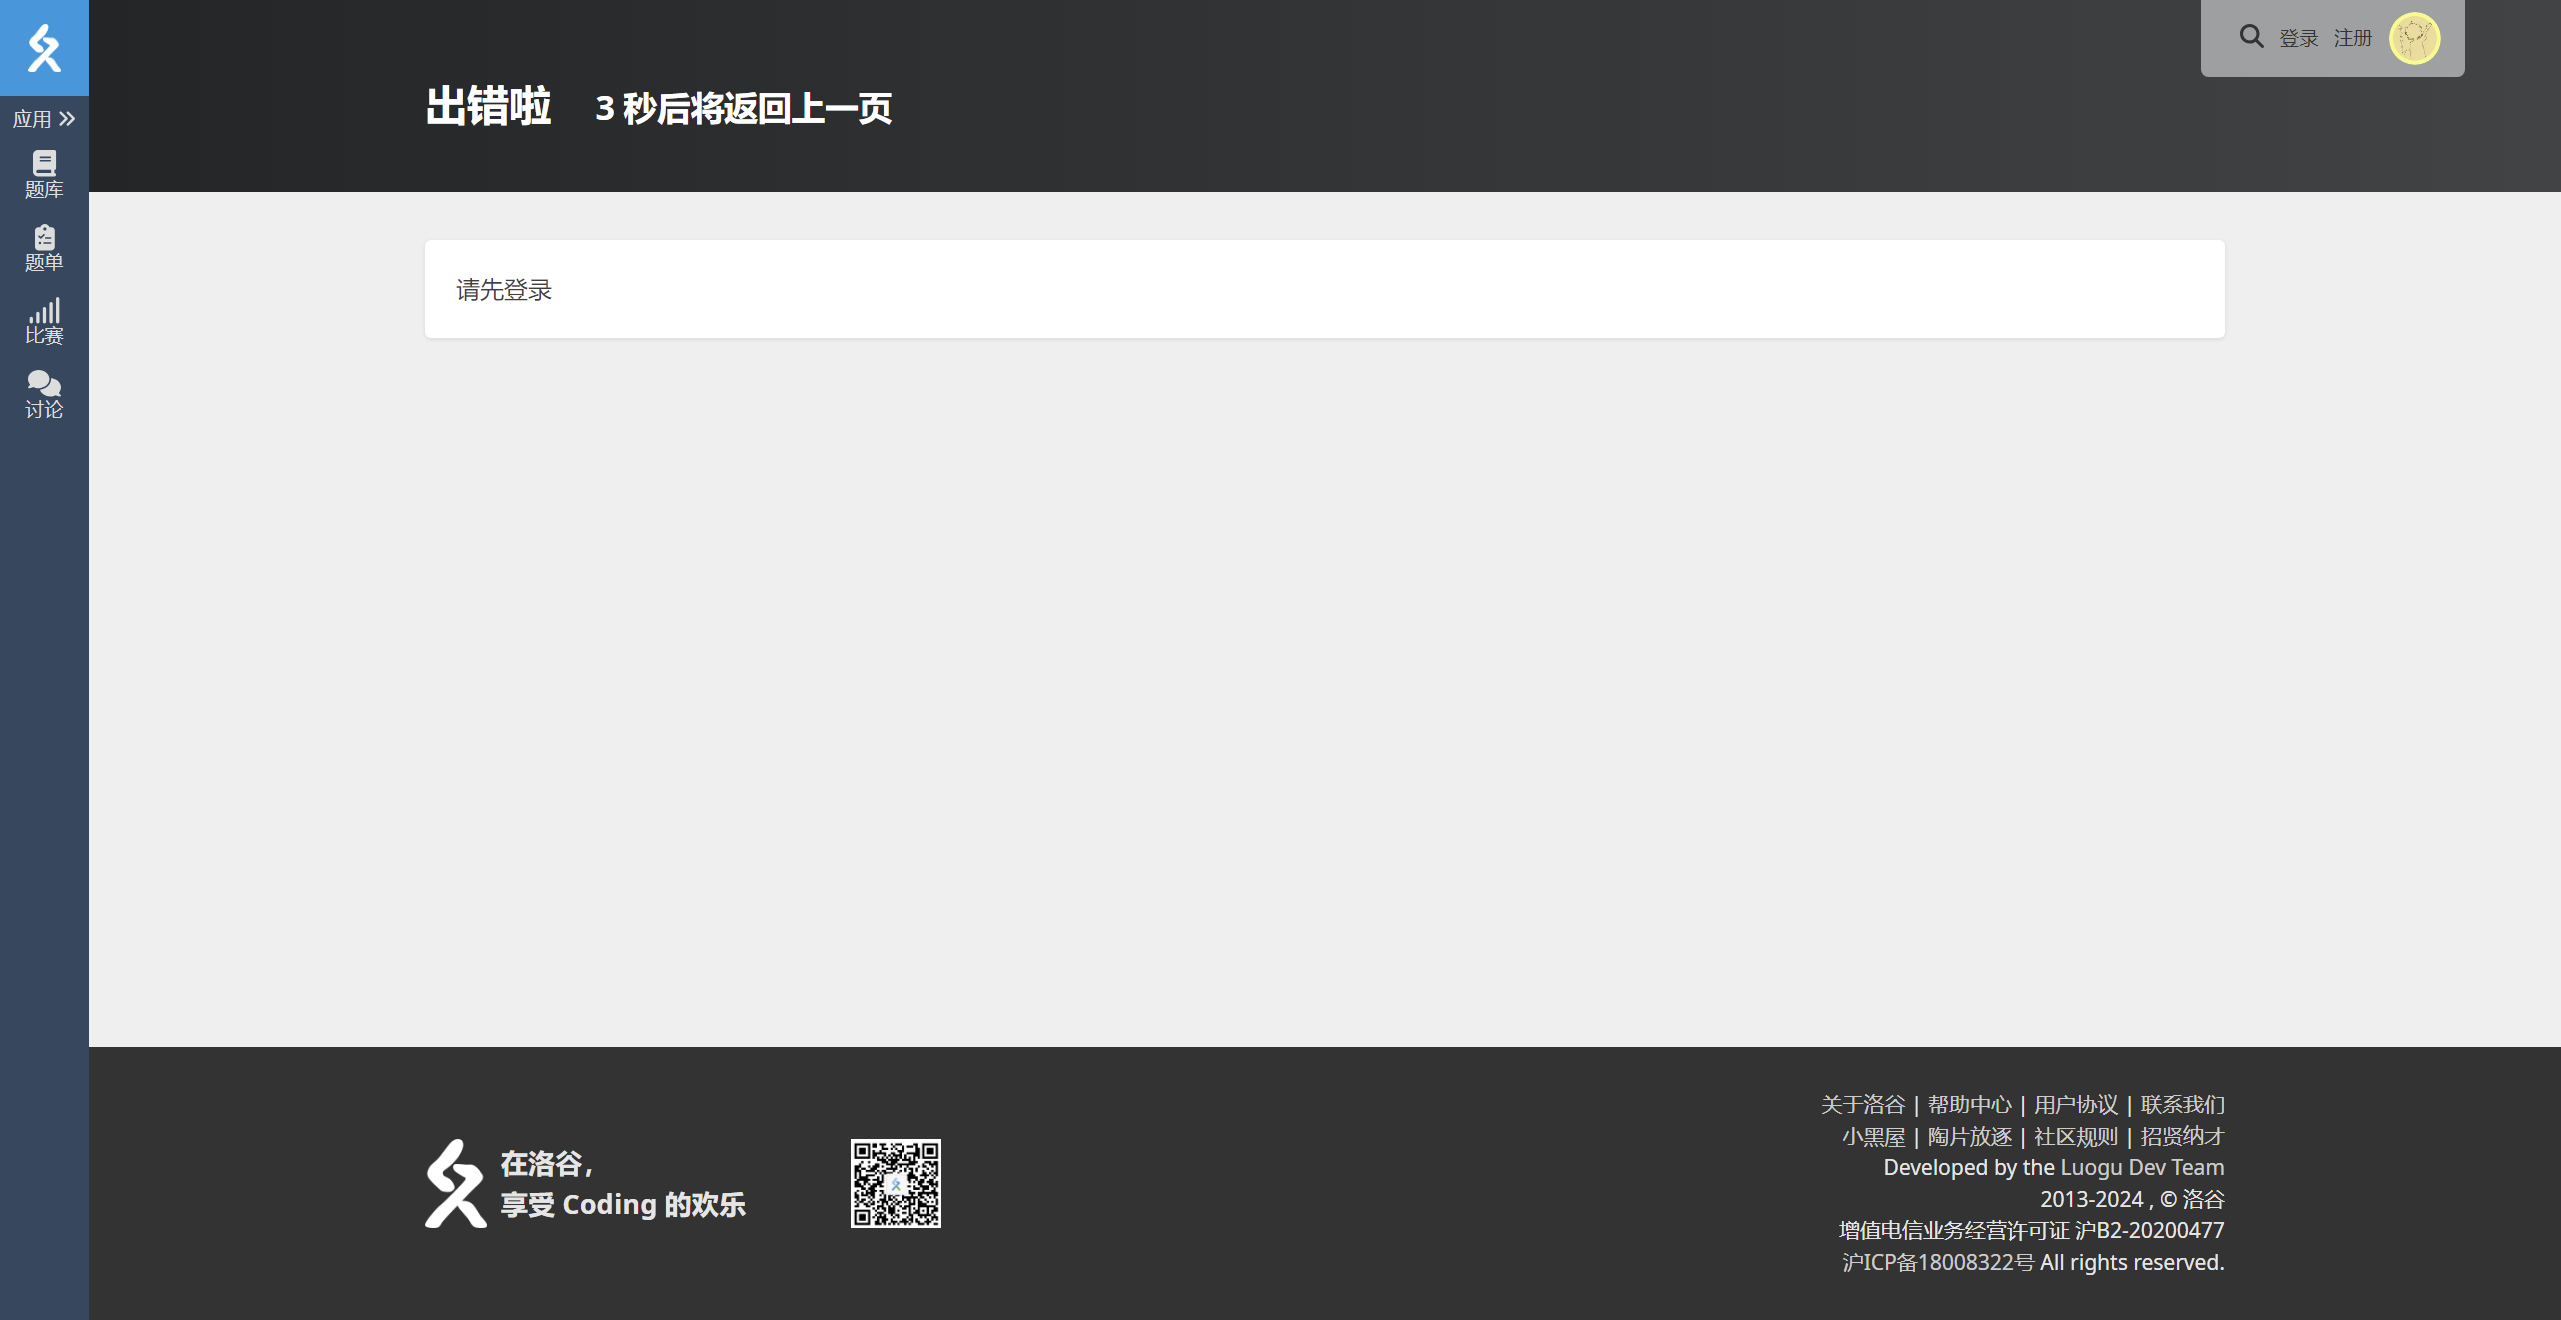 登录 注册
应用
题库
题单
比赛
讨论
出错啦 3 秒后将返回上一页
请先登录
在洛谷，
享受 Coding 的欢乐
关于洛谷 | 帮助中心 | 用户协议 | 联系我们
小黑屋 | 陶片放逐 | 社区规则 | 招贤纳才
Developed by the Luogu Dev Team
2013-2024 , © 洛谷
增值电信业务经营许可证 沪B2-20200477
沪ICP备18008322号 All rights reserved.